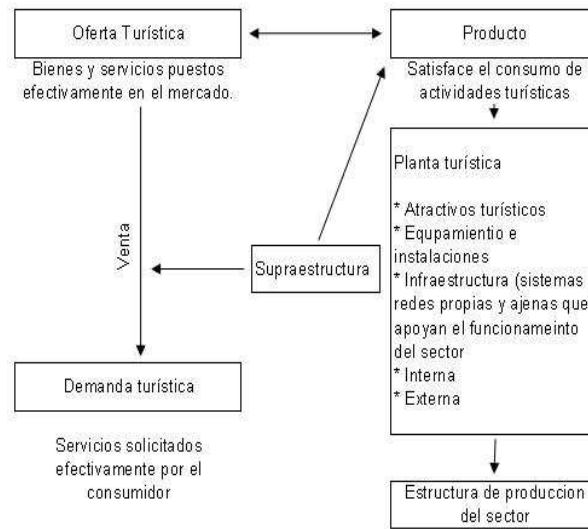 Oferta Turística
Bienes y servicios puestos
efectivamente en el mercado.
Venta
Demanda turística
Servicios solicitados
efectivamente por el
consumidor
Supraestructura
Producto
Satisface el consumo de
actividades turísticas
Planta turística
* Atractivos turísticos
* Equpamientio e
instalaciones
* Infraestructura (sistemas
redes propias y ajenas que
apoyan el funcionameinto
del sector
* Interna
* Externa
Estructura de produccion
del sector